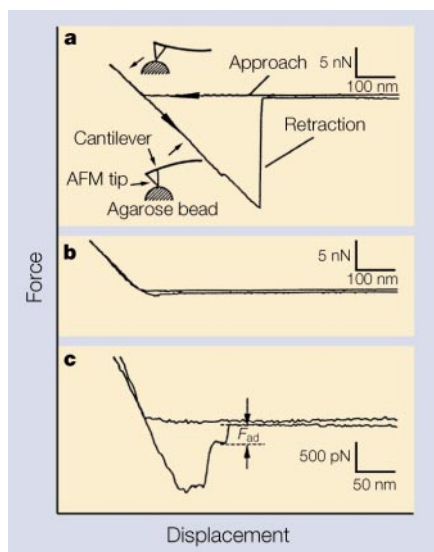 a
Approach
5 nN
100 nm
Cantilever
Retraction
AFM tip
Agarose bead
b
5 nN
100 nm
c
Fad
500 pN
50 nm
Force
Displacement